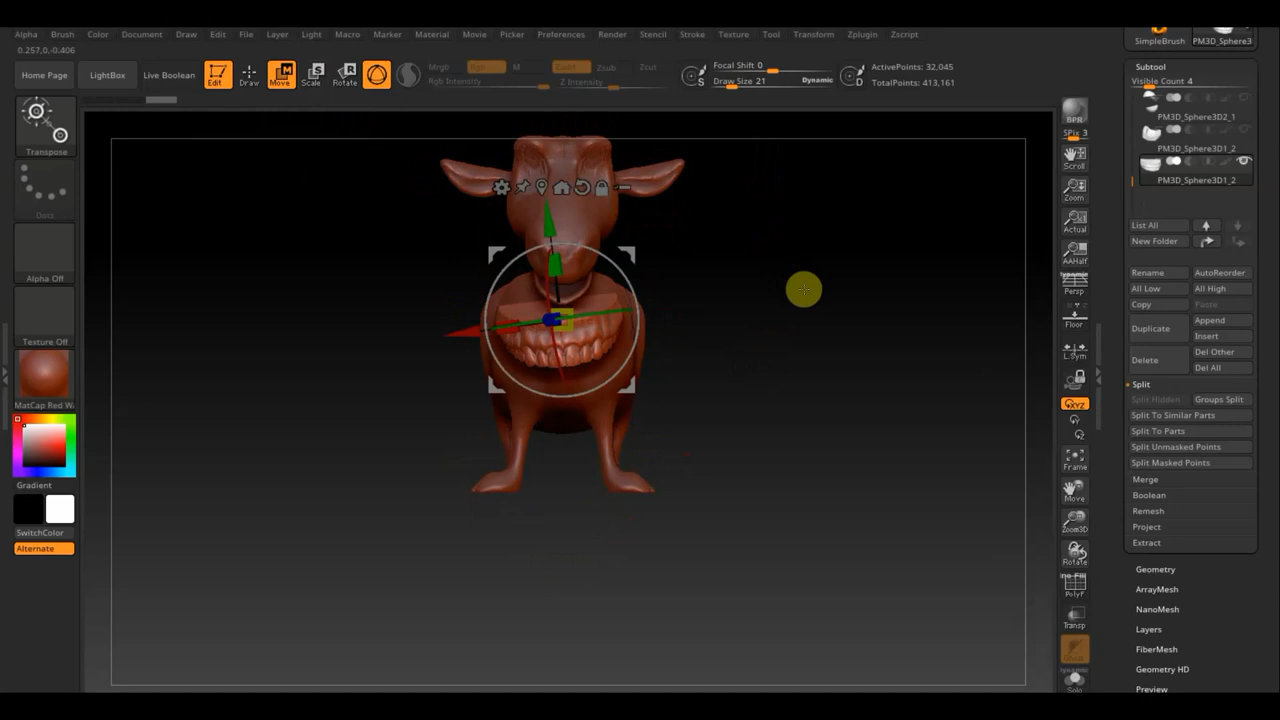 Alpha Brush Color Document Draw Edit File Layer Light Macro Marker Material Movie Picker Preferences Render Stencil Stroke Texture Tool Transform Zplugin Zscript
0.257,0,-0.406
Home Page
LightBox
Live Boolean
Edit
Draw
Move
Scale
Rotate
Mrgb
Rgb
M
Rgb Intensity
Zadd
Zsub
Zcut
Z Intensity
S
Focal Shift 0
Draw Size 21
Dynamic
D
ActivePoints: 32,045
TotalPoints: 413,161
Transpose
Dots
Alpha Off
Texture Off
MatCap Red W
Gradient
SwitchColor
Alternate
BPR
SPix 3
Scroll
Zoom
Actual
AAHalf
Dynamic
Persp
Floor
L.Sym
XYZ
Frame
Move
Zoom3D
Rotate
PolyF
Transp
Ghost
Dynamic
Solo
SimpleBrush
PM3D_Sphere3
Subtool
Visible Count 4
PM3D_Sphere3D2_1
PM3D_Sphere3D1_2
PM3D_Sphere3D1_2
List All
New Folder
Rename
AutoReorder
All Low
All High
Copy
Paste
Duplicate
Append
Insert
Delete
Del Other
Del All
Split
Split Hidden
Groups Split
Split To Similar Parts
Split To Parts
Split Unmasked Points
Split Masked Points
Merge
Boolean
Remesh
Project
Extract
Geometry
ArrayMesh
NanoMesh
Layers
FiberMesh
Geometry HD
Preview